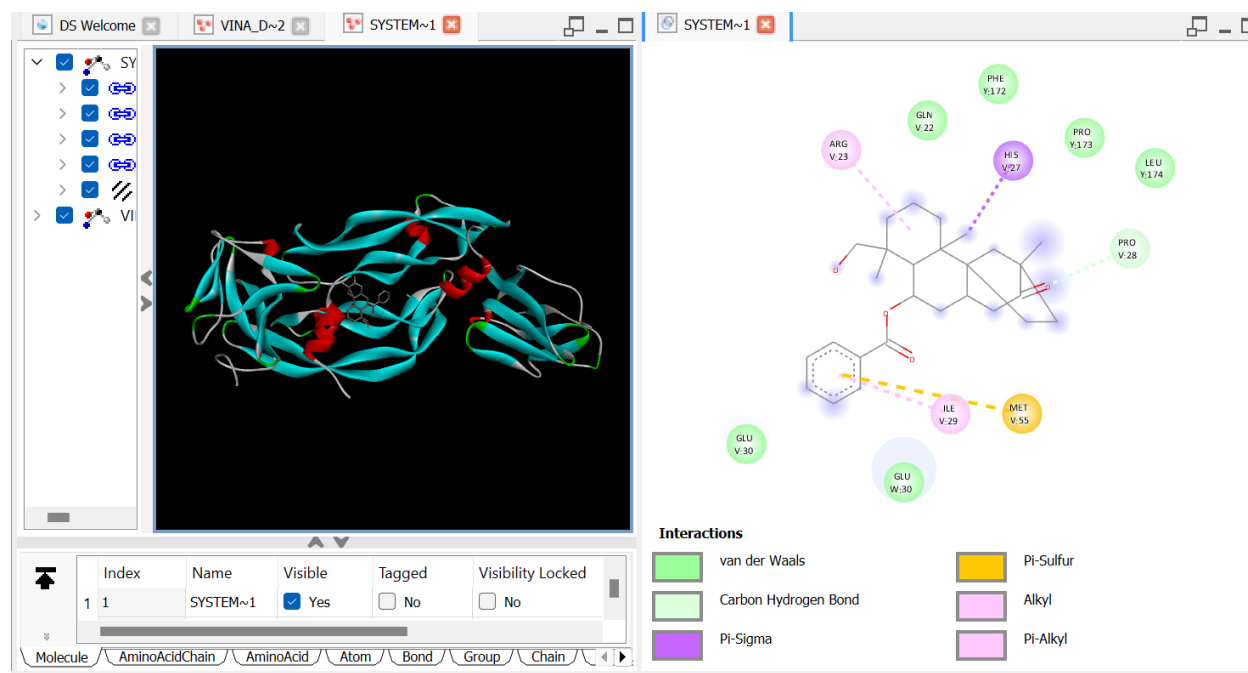 DS Welcome
VINA_D~2
SYSTEM~1
SYSTEM~1
SY
VII
Index Name Visible Tagged Visibility Locked
1 1 SYSTEM~1 Yes No No
Molecule AminoAcidChain AminoAcid Atom Bond Group Chain
PHE
Y:172
GLN
V:22
PRO
Y:173
ARG
V:23
HIS
V:27
LEU
Y:174
PRO
V:28
O
O
O
O
ILE
V:29
MET
V:55
GLU
V:30
GLU
W:30
Interactions
van der Waals
Carbon Hydrogen Bond
Pi-Sigma
Pi-Sulfur
Alkyl
Pi-Alkyl